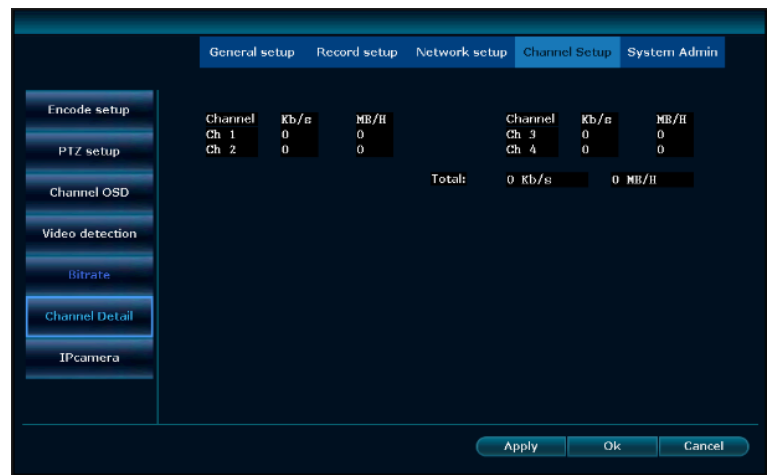 General setup Record setup Network setup Channel Setup System Admin
Encode setup
PTZ setup
Channel OSD
Video detection
Bitrate
Channel Detail
IPcamera
Channel Kb/s MB/H Channel Kb/s MB/H
Ch 1 0 0 Ch 3 0 0
Ch 2 0 0 Ch 4 0 0
Total: 0 Kb/s 0 MB/H
Apply Ok Cancel